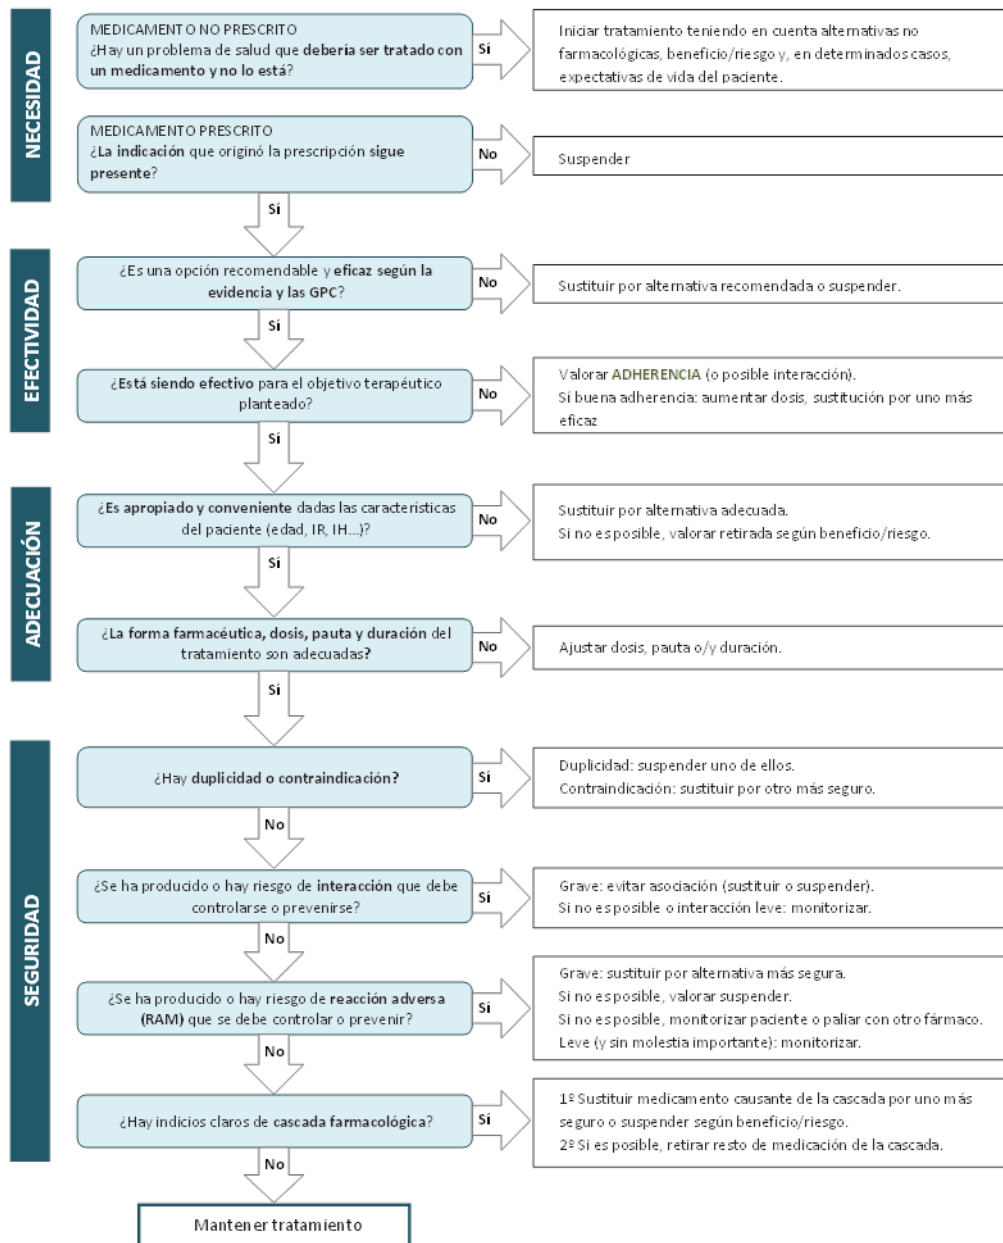 NECESIDAD
MEDICAMENTO NO PRESCRITO
¿Hay un problema de salud que debería ser tratado con
un medicamento y no lo está?
Sí
Iniciar tratamiento teniendo en cuenta alternativas no
farmacológicas, beneficio/riesgo y, en determinados casos,
expectativas de vida del paciente.
MEDICAMENTO PRESCRITO
¿La indicación que originó la prescripción sigue
presente?
No
Suspender
Sí
EFECTIVIDAD
¿Es una opción recomendable y eficaz según la
evidencia y las GPC?
No
Sustituir por alternativa recomendada o suspender.
Sí
¿Está siendo efectivo para el objetivo terapéutico
planteado?
No
Valorar ADHERENCIA (o posible interacción).
Sí buena adherencia: aumentar dosis, sustitución por uno más
eficaz
Sí
ADECUACIÓN
¿Es apropiado y conveniente dadas las características
del paciente (edad, IR, IH...)?
No
Sustituir por alternativa adecuada.
Si no es posible, valorar retirada según beneficio/riesgo.
Sí
¿La forma farmacéutica, dosis, pauta y duración del
tratamiento son adecuadas?
No
Ajustar dosis, pauta o/y duración.
Sí
SEGURIDAD
¿Hay duplicidad o contraindicación?
Sí
Duplicidad: suspender uno de ellos.
Contraindicación: sustituir por otro más seguro.
No
¿Se ha producido o hay riesgo de interacción que debe
controlarse o prevenirse?
Sí
Grave: evitar asociación (sustituir o suspender).
Si no es posible o interacción leve: monitorizar.
No
¿Se ha producido o hay riesgo de reacción adversa
(RAM) que se debe controlar o prevenir?
Sí
Grave: sustituir por alternativa más segura.
Si no es posible, valorar suspender.
Si no es posible, monitorizar paciente o paliar con otro fármaco.
Leve (y sin molestia importante): monitorizar.
No
¿Hay indicios claros de cascada farmacológica?
Sí
1º Sustituir medicamento causante de la cascada por uno más
seguro o suspender según beneficio/riesgo.
2º Si es posible, retirar resto de medicación de la cascada.
No
Mantener tratamiento